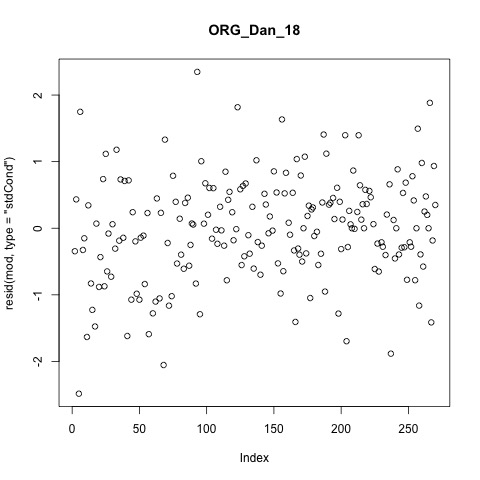 ORG_Dan_18
resid(mod, type = "stdCond")
2
1
0
-1
-2
0 50 100 150 200 250
Index